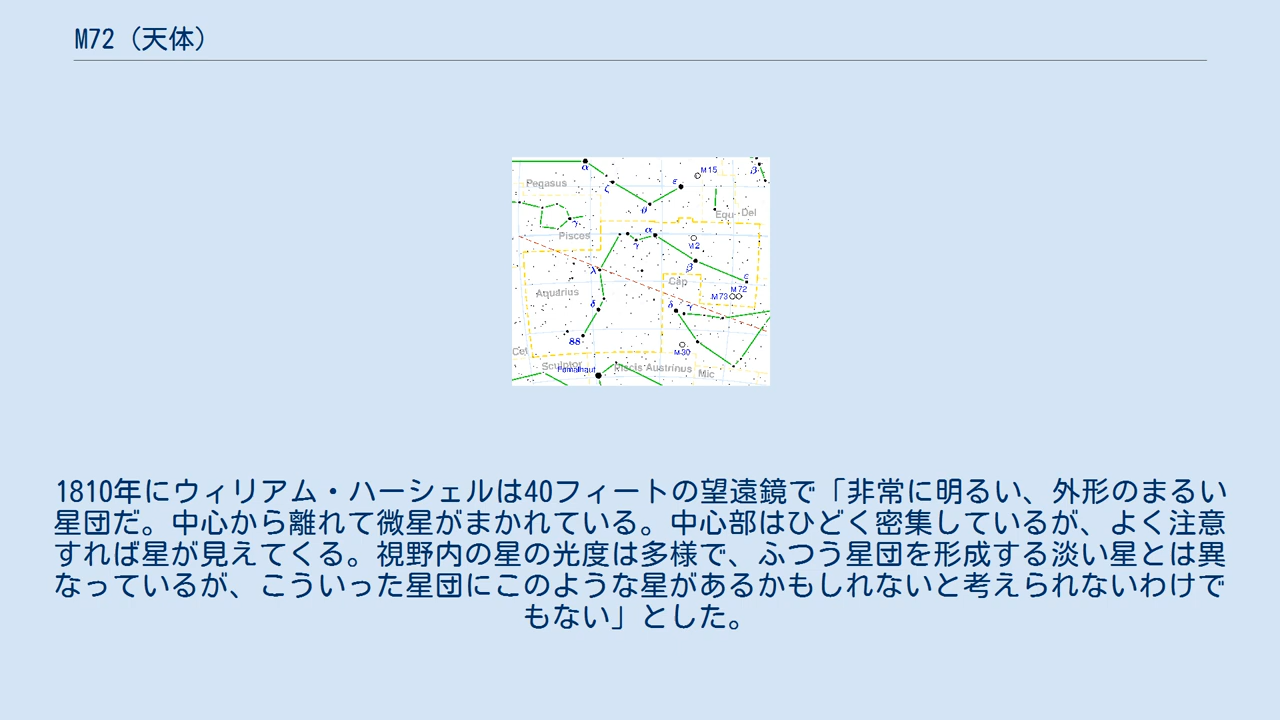 M72（天体）
α
M15
β
Pegasus
ζ
ε
θ
Equ
Del
γ
Pisces
α
γ
M2
λ
β
ε
Cap
M72
M73
Aquarius
δ
δ
γ
88
M30
Cet
Sculptor
Fomalhaut
Piscis Austrinus
Mic
1810年にウィリアム・ハーシェルは40フィートの望遠鏡で「非常に明るい、外形のまるい
星団だ。中心から離れて微星がまかれている。中心部はひどく密集しているが、よく注意
すれば星が見えてくる。視野内の星の光度は多様で、ふつう星団を形成する淡い星とは異
なっているが、こういった星団にこのような星があるかもしれないと考えられないわけで
もない」とした。